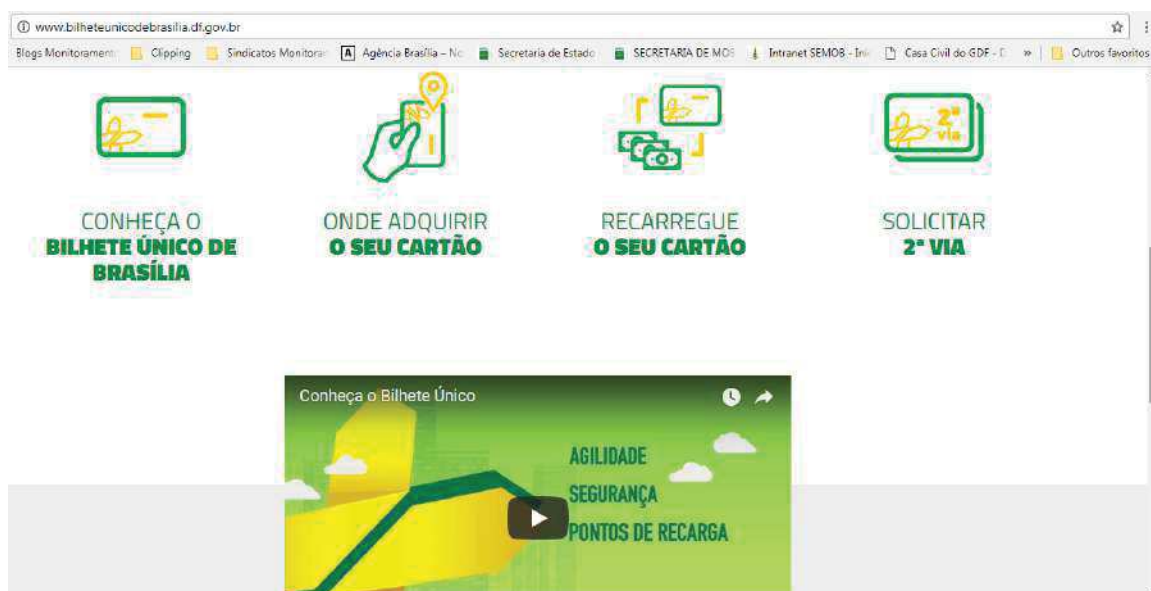 www.bilheteunicodebrasilia.df.gov.br
Blogs Monitorament Clipping Sindicatos Monitora A Agência Brasília – No Secretaria de Estado SECRETARIA DE MO Intranet SEMOB - Ini Casa Civil do GDF - D » Outros favoritos
2ª
via
CONHEÇA O
BILHETE ÚNICO DE
BRASÍLIA
ONDE ADQUIRIR
O SEU CARTÃO
RECARREGUE
O SEU CARTÃO
SOLICITAR
2ª VIA
Conheça o Bilhete Único
AGILIDADE
SEGURANÇA
PONTOS DE RECARGA